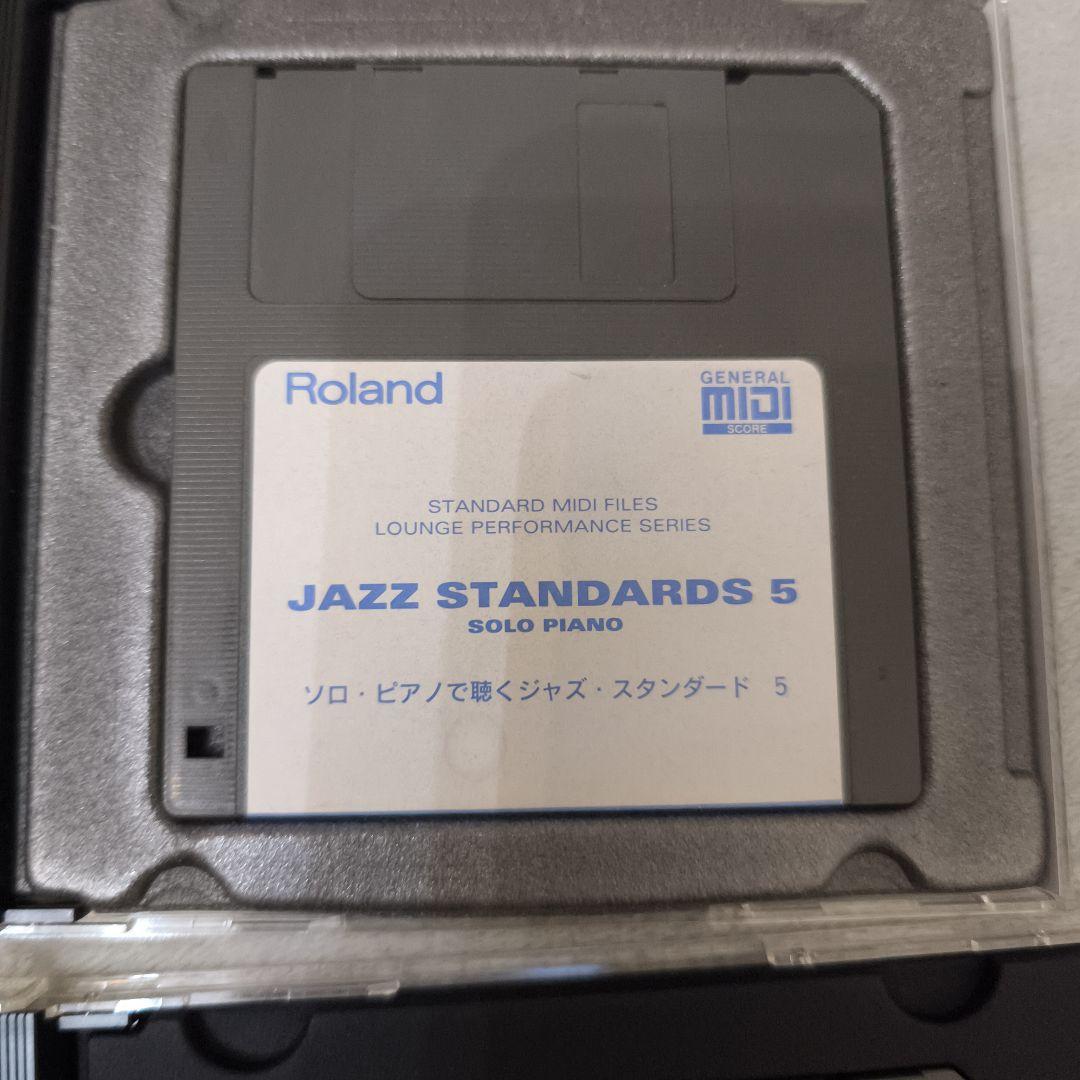 Roland
GENERAL
MIDI
SCORE
STANDARD MIDI FILES
LOUNGE PERFORMANCE SERIES
JAZZ STANDARDS 5
SOLO PIANO
ソロ・ピアノで聴くジャズ・スタンダード 5